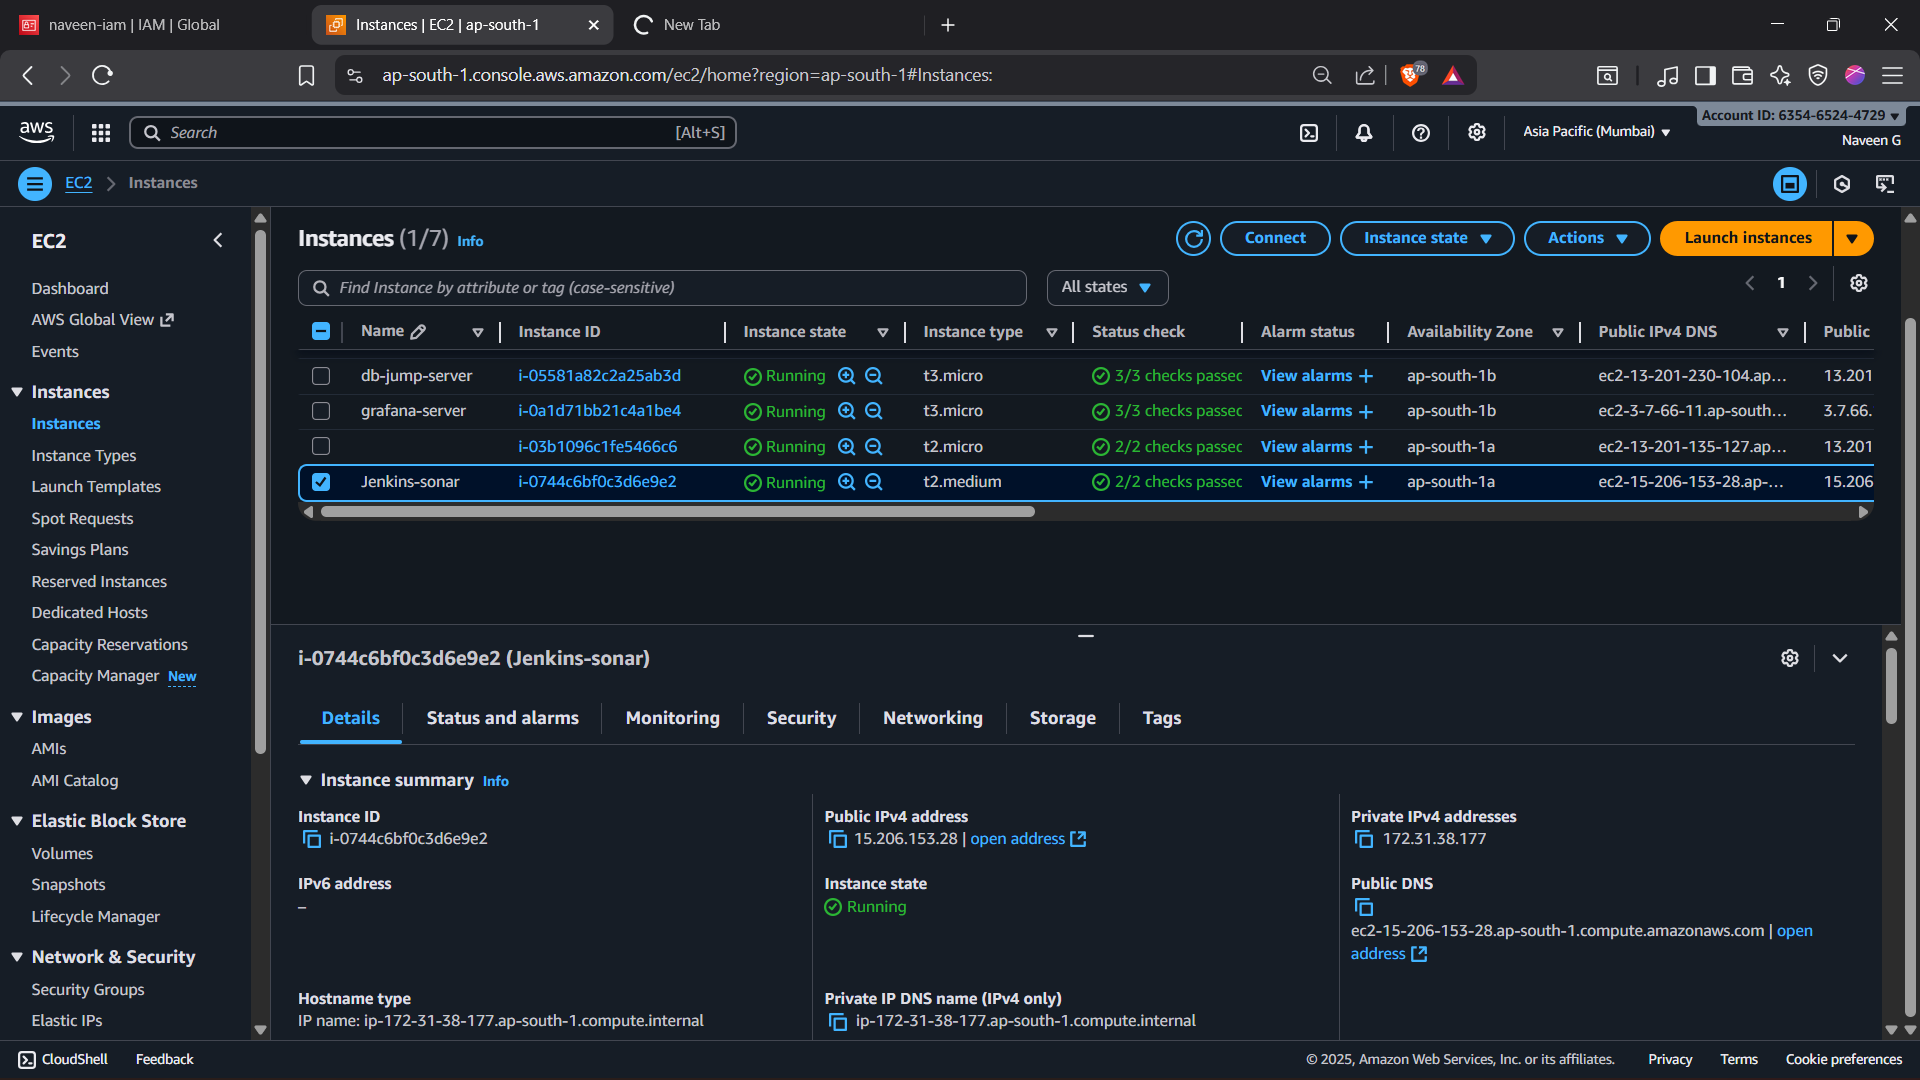 naveen-iam | IAM | Global
Instances | EC2 | ap-south-1
New Tab
ap-south-1.console.aws.amazon.com/ec2/home?region=ap-south-1#Instances:
78
aws
Search
[Alt+S]
Asia Pacific (Mumbai)
Account ID: 6354-6524-4729
Naveen G
EC2
Instances
EC2
Dashboard
AWS Global View
Events
Instances
Instances
Instance Types
Launch Templates
Spot Requests
Savings Plans
Reserved Instances
Dedicated Hosts
Capacity Reservations
Capacity Manager New
Images
AMIs
AMI Catalog
Elastic Block Store
Volumes
Snapshots
Lifecycle Manager
Network & Security
Security Groups
Elastic IPs
Instances (1/7) Info
Connect
Instance state
Actions
Launch instances
Find Instance by attribute or tag (case-sensitive)
All states
1
Name Instance ID Instance state Instance type Status check Alarm status Availability Zone Public IPv4 DNS Public
db-jump-server i-05581a82c2a25ab3d Running t3.micro 3/3 checks passec View alarms + ap-south-1b ec2-13-201-230-104.ap... 13.201
grafana-server i-0a1d71bb21c4a1be4 Running t3.micro 3/3 checks passec View alarms + ap-south-1b ec2-3-7-66-11.ap-south... 3.7.66.
i-03b1096c1fe5466c6 Running t2.micro 2/2 checks passec View alarms + ap-south-1a ec2-13-201-135-127.ap... 13.201
Jenkins-sonar i-0744c6bf0c3d6e9e2 Running t2.medium 2/2 checks passec View alarms + ap-south-1a ec2-15-206-153-28.ap-... 15.206
i-0744c6bf0c3d6e9e2 (Jenkins-sonar)
Details
Status and alarms
Monitoring
Security
Networking
Storage
Tags
Instance summary Info
Instance ID
i-0744c6bf0c3d6e9e2
Public IPv4 address
15.206.153.28 | open address
Private IPv4 addresses
172.31.38.177
IPv6 address
–
Instance state
Running
Public DNS
ec2-15-206-153-28.ap-south-1.compute.amazonaws.com | open
address
Hostname type
IP name: ip-172-31-38-177.ap-south-1.compute.internal
Private IP DNS name (IPv4 only)
ip-172-31-38-177.ap-south-1.compute.internal
CloudShell
Feedback
© 2025, Amazon Web Services, Inc. or its affiliates.
Privacy
Terms
Cookie preferences